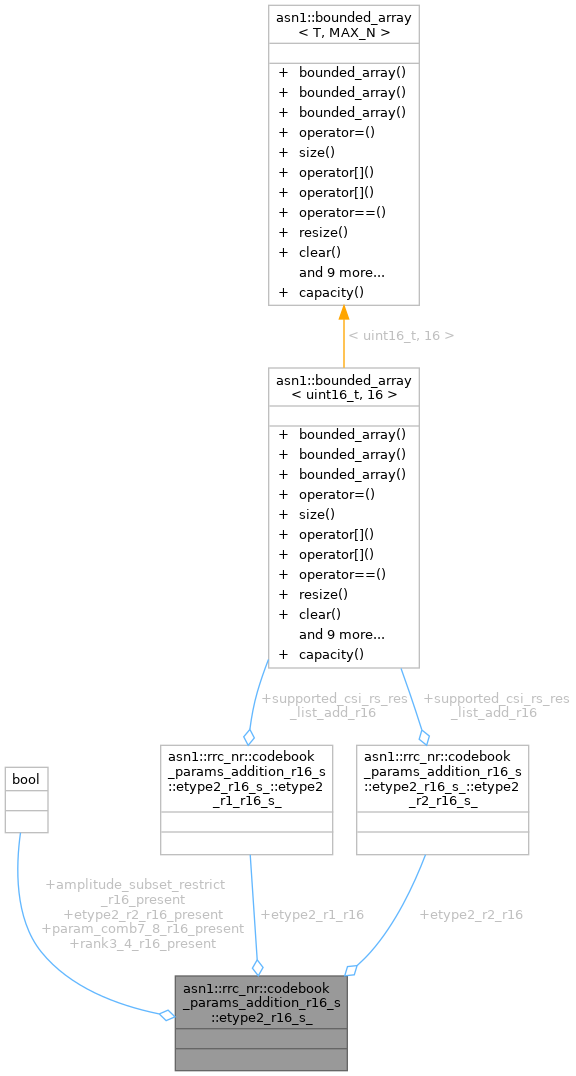 asn1::bounded_array
< T, MAX_N >
+ bounded_array()
+ bounded_array()
+ bounded_array()
+ operator=()
+ size()
+ operator[]()
+ operator[]()
+ operator==()
+ resize()
+ clear()
and 9 more...
+ capacity()
< uint16_t, 16 >
asn1::bounded_array
< uint16_t, 16 >
+ bounded_array()
+ bounded_array()
+ bounded_array()
+ operator=()
+ size()
+ operator[]()
+ operator[]()
+ operator==()
+ resize()
+ clear()
and 9 more...
+ capacity()
+supported_csi_rs_res
_list_add_r16
+supported_csi_rs_res
_list_add_r16
bool
asn1::rrc_nr::codebook
_params_addition_r16_s
::etype2_r16_s_::etype2
_r1_r16_s_
asn1::rrc_nr::codebook
_params_addition_r16_s
::etype2_r16_s_::etype2
_r2_r16_s_
+amplitude_subset_restrict
_r16_present
+etype2_r2_r16_present
+param_comb7_8_r16_present
+rank3_4_r16_present
+etype2_r1_r16
+etype2_r2_r16
asn1::rrc_nr::codebook
_params_addition_r16_s
::etype2_r16_s_